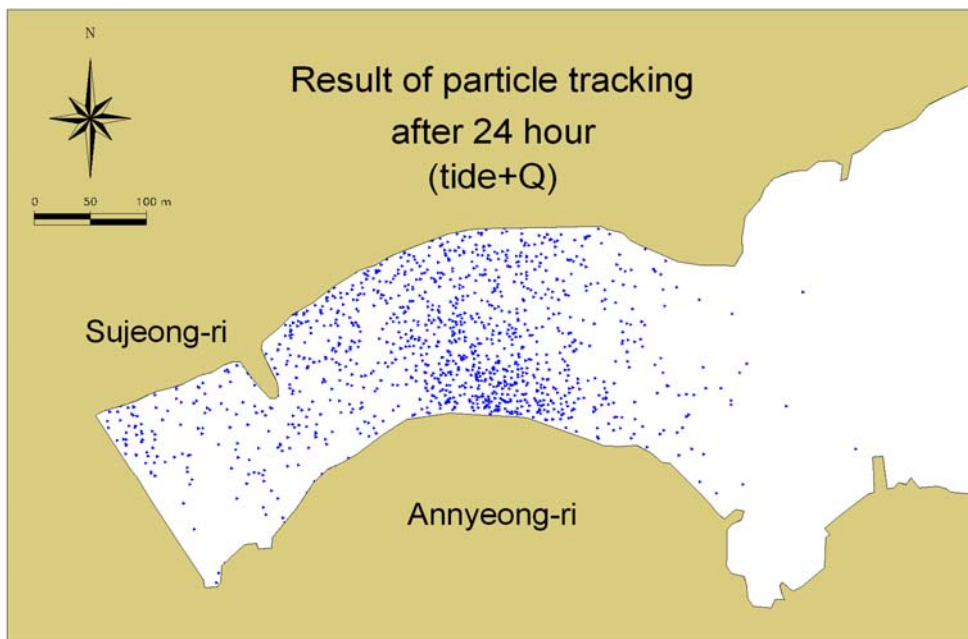 N
Result of particle tracking
after 24 hour
(tide+Q)
0 50 100 m
Sujeong-ri
Annyeong-ri